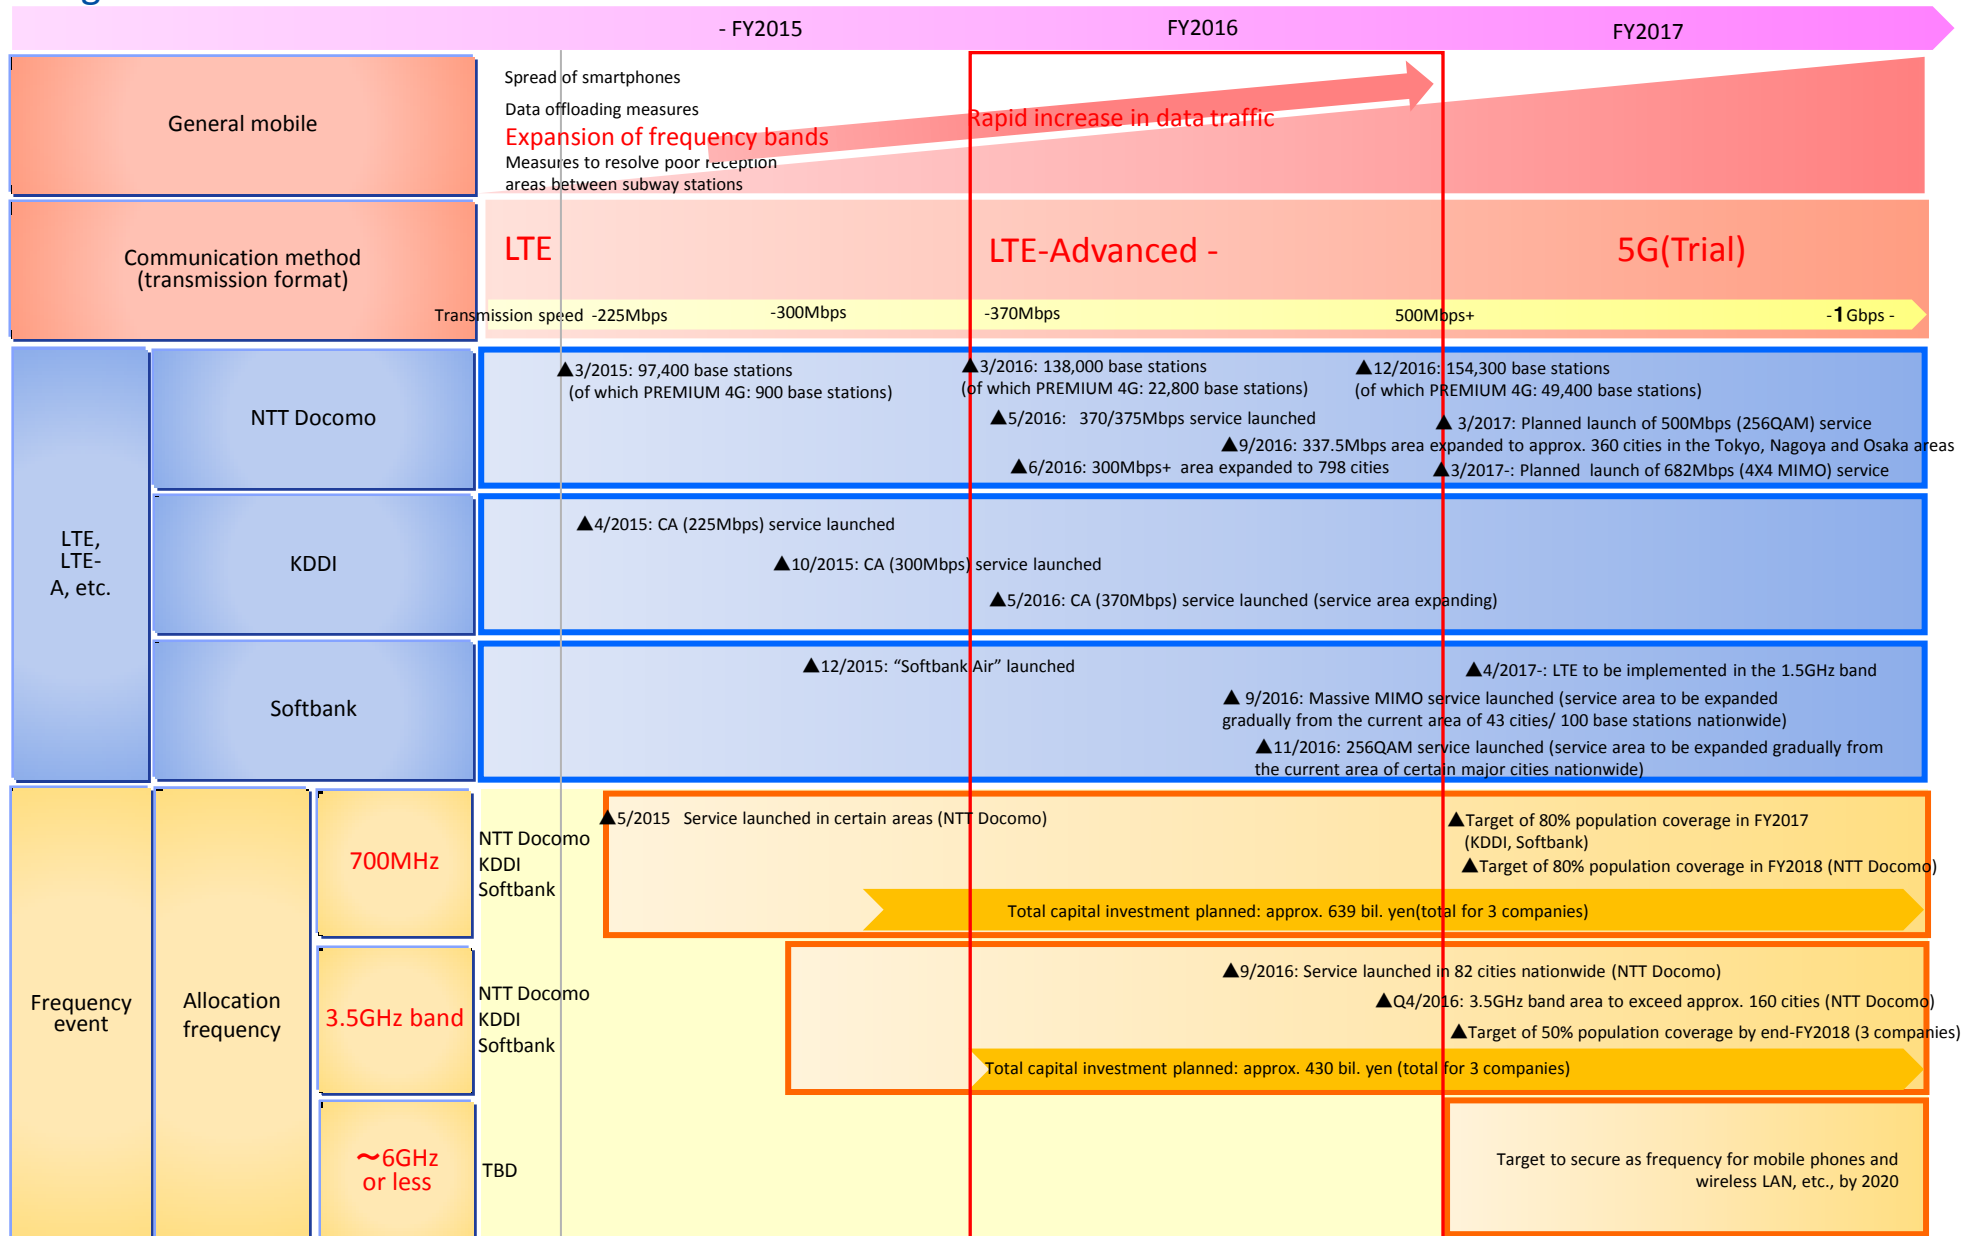 - FY2015
FY2016
FY2017
General mobile
Spread of smartphones
Data offloading measures
Expansion of frequency bands
Measures to resolve poor reception
areas between subway stations
Rapid increase in data traffic
Communication method
(transmission format)
LTE
LTE-Advanced -
5G(Trial)
Transmission speed
-225Mbps
-300Mbps
-370Mbps
500Mbps+
-1Gbps -
LTE,
LTE-
A, etc.
NTT Docomo
▲3/2015: 97,400 base stations
(of which PREMIUM 4G: 900 base stations)
▲3/2016: 138,000 base stations
(of which PREMIUM 4G: 22,800 base stations)
▲12/2016: 154,300 base stations
(of which PREMIUM 4G: 49,400 base stations)
▲5/2016: 370/375Mbps service launched
▲ 3/2017: Planned launch of 500Mbps (256QAM) service
▲9/2016: 337.5Mbps area expanded to approx. 360 cities in the Tokyo, Nagoya and Osaka areas
▲6/2016: 300Mbps+ area expanded to 798 cities
▲3/2017-: Planned launch of 682Mbps (4X4 MIMO) service
KDDI
▲4/2015: CA (225Mbps) service launched
▲10/2015: CA (300Mbps) service launched
▲5/2016: CA (370Mbps) service launched (service area expanding)
Softbank
▲12/2015: “Softbank Air” launched
▲4/2017-: LTE to be implemented in the 1.5GHz band
▲ 9/2016: Massive MIMO service launched (service area to be expanded
gradually from the current area of 43 cities/ 100 base stations nationwide)
▲11/2016: 256QAM service launched (service area to be expanded gradually from
the current area of certain major cities nationwide)
Frequency
event
Allocation
frequency
700MHz
NTT Docomo
KDDI
Softbank
▲5/2015 Service launched in certain areas (NTT Docomo)
▲Target of 80% population coverage in FY2017
(KDDI, Softbank)
▲Target of 80% population coverage in FY2018 (NTT Docomo)
Total capital investment planned: approx. 639 bil. yen(total for 3 companies)
3.5GHz band
NTT Docomo
KDDI
Softbank
▲9/2016: Service launched in 82 cities nationwide (NTT Docomo)
▲Q4/2016: 3.5GHz band area to exceed approx. 160 cities (NTT Docomo)
▲Target of 50% population coverage by end-FY2018 (3 companies)
Total capital investment planned: approx. 430 bil. yen (total for 3 companies)
～6GHz
or less
TBD
Target to secure as frequency for mobile phones and
wireless LAN, etc., by 2020